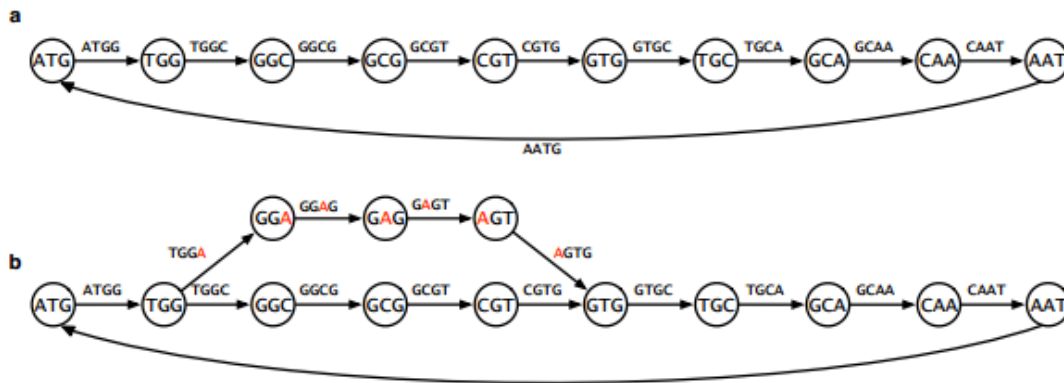 a
ATGG TGGC GGCG GCGT CGTG GTGC TGCA GCAA CAAT
ATG TGG GGC GCG CGT GTG TGC GCA CAA AAT
AATG
GGAG GAGT
GGA GAG AGT
TGGA AGTG
b
ATGG TGGC GGCG GCGT CGTG GTGC TGCA GCAA CAAT
ATG TGG GGC GCG CGT GTG TGC GCA CAA AAT